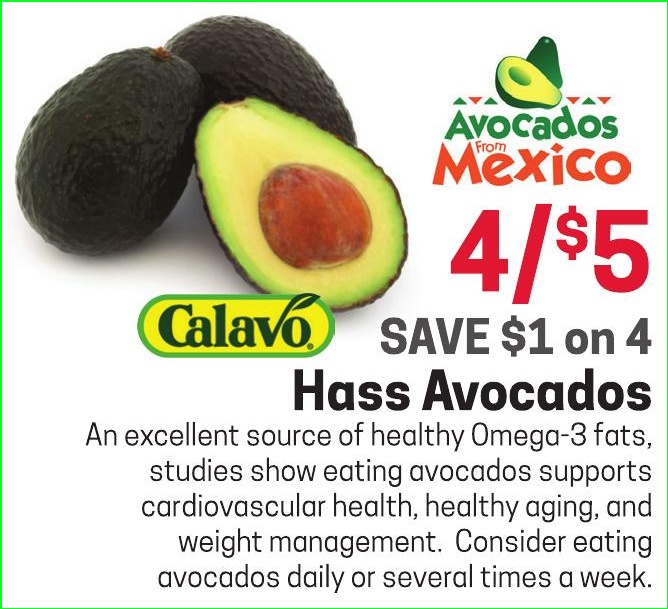 Avocados
From
Mexico
4/$5
Calavo®
SAVE $1 on 4
Hass Avocados
An excellent source of healthy Omega-3 fats,
studies show eating avocados supports
cardiovascular health, healthy aging, and
weight management.  Consider eating
avocados daily or several times a week.